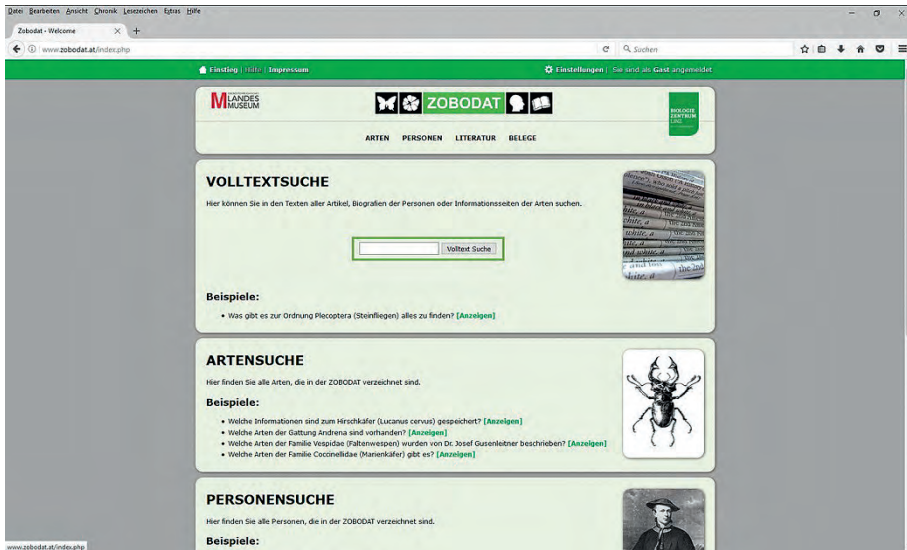 Datei Bearbeiten Ansicht Chronik Lesezeichen Extras Hilfe
Zobodat - Welcome
www.zobodat.at/index.php
Suchen
Einstieg | Hilfe | Impressum
Einstellungen | Sie sind als Gast angemeldet
LANDES
MUSEUM
ZOBODAT
BIOLOGIE
ZENTRUM
LINZ
ARTEN PERSONEN LITERATUR BELEGE
VOLLTEXTSUCHE
Hier können Sie in den Texten aller Artikel, Biografien der Personen oder Informationsseiten der Arten suchen.
Volltext Suche
Beispiele:
• Was gibt es zur Ordnung Plecoptera (Steinfliegen) alles zu finden? [Anzeigen]
ARTENSUCHE
Hier finden Sie alle Arten, die in der ZOBODAT verzeichnet sind.
Beispiele:
• Welche Informationen sind zum Hirschkäfer (Lucanus cervus) gespeichert? [Anzeigen]
• Welche Arten der Gattung Andrena sind vorhanden? [Anzeigen]
• Welche Arten der Familie Vespidae (Faltenwespen) wurden von Dr. Josef Gusenleitner beschrieben? [Anzeigen]
• Welche Arten der Familie Coccinellidae (Marienkäfer) gibt es? [Anzeigen]
PERSONENSUCHE
Hier finden Sie alle Personen, die in der ZOBODAT verzeichnet sind.
Beispiele:
www.zobodat.at/index.php